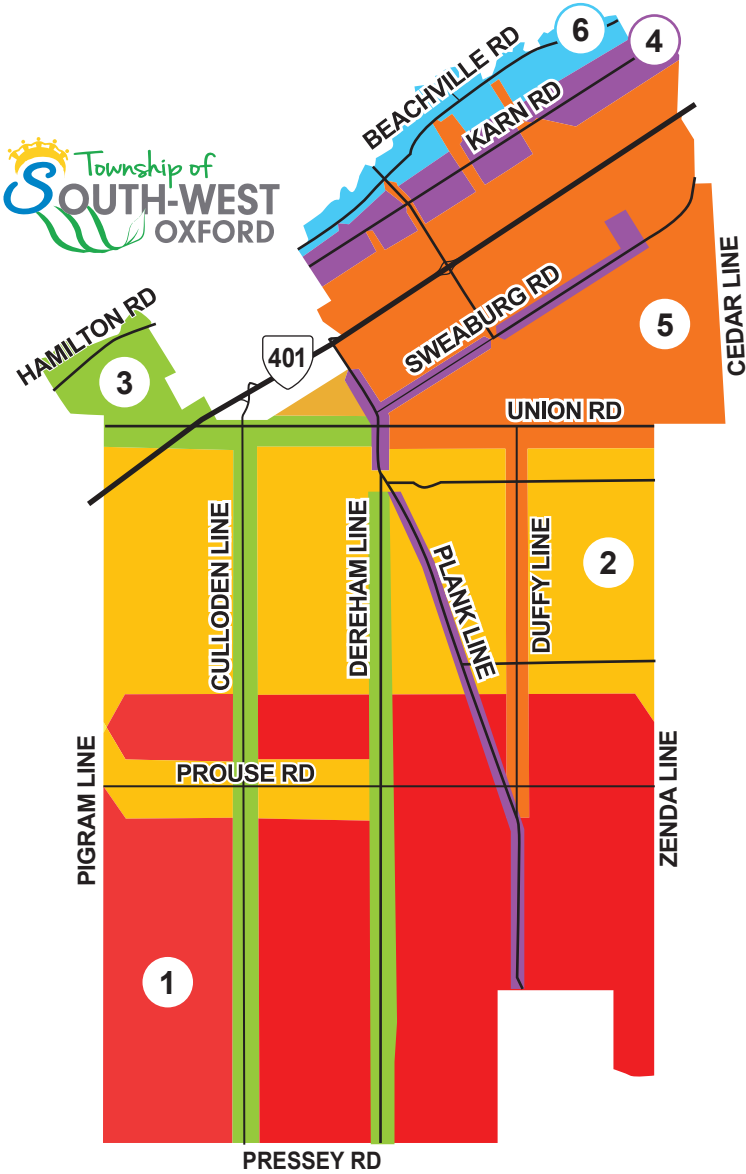 6
4
BEACHVILLE RD
KARN RD
Township of
SOUTH-WEST
OXFORD
CEDAR LINE
HAMILTON RD
SWEABURG RD
5
401
3
UNION RD
CULLODEN LINE
DEREHAM LINE
PLANK LINE
DUFFY LINE
2
PROUSE RD
PIGRAM LINE
ZENDA LINE
1
PRESSEY RD